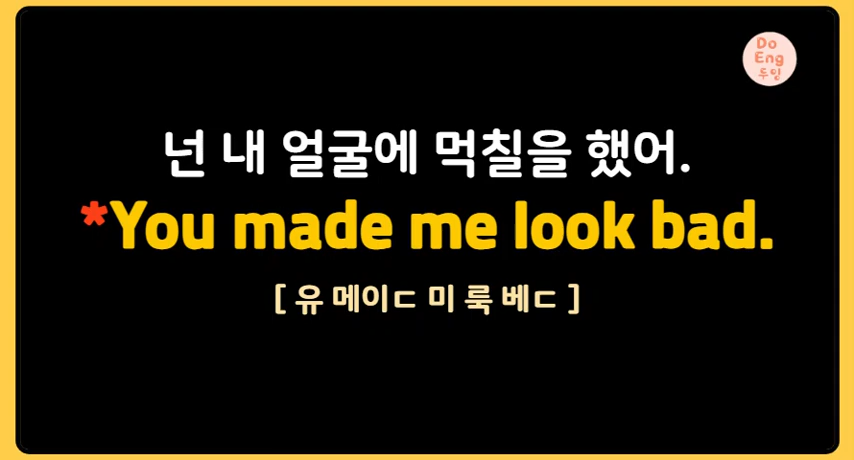 Do
Eng
두잉
넌 내 얼굴에 먹칠을 했어.
*You made me look bad.
[ 유 메이ㄷ 미 룩 베ㄷ ]